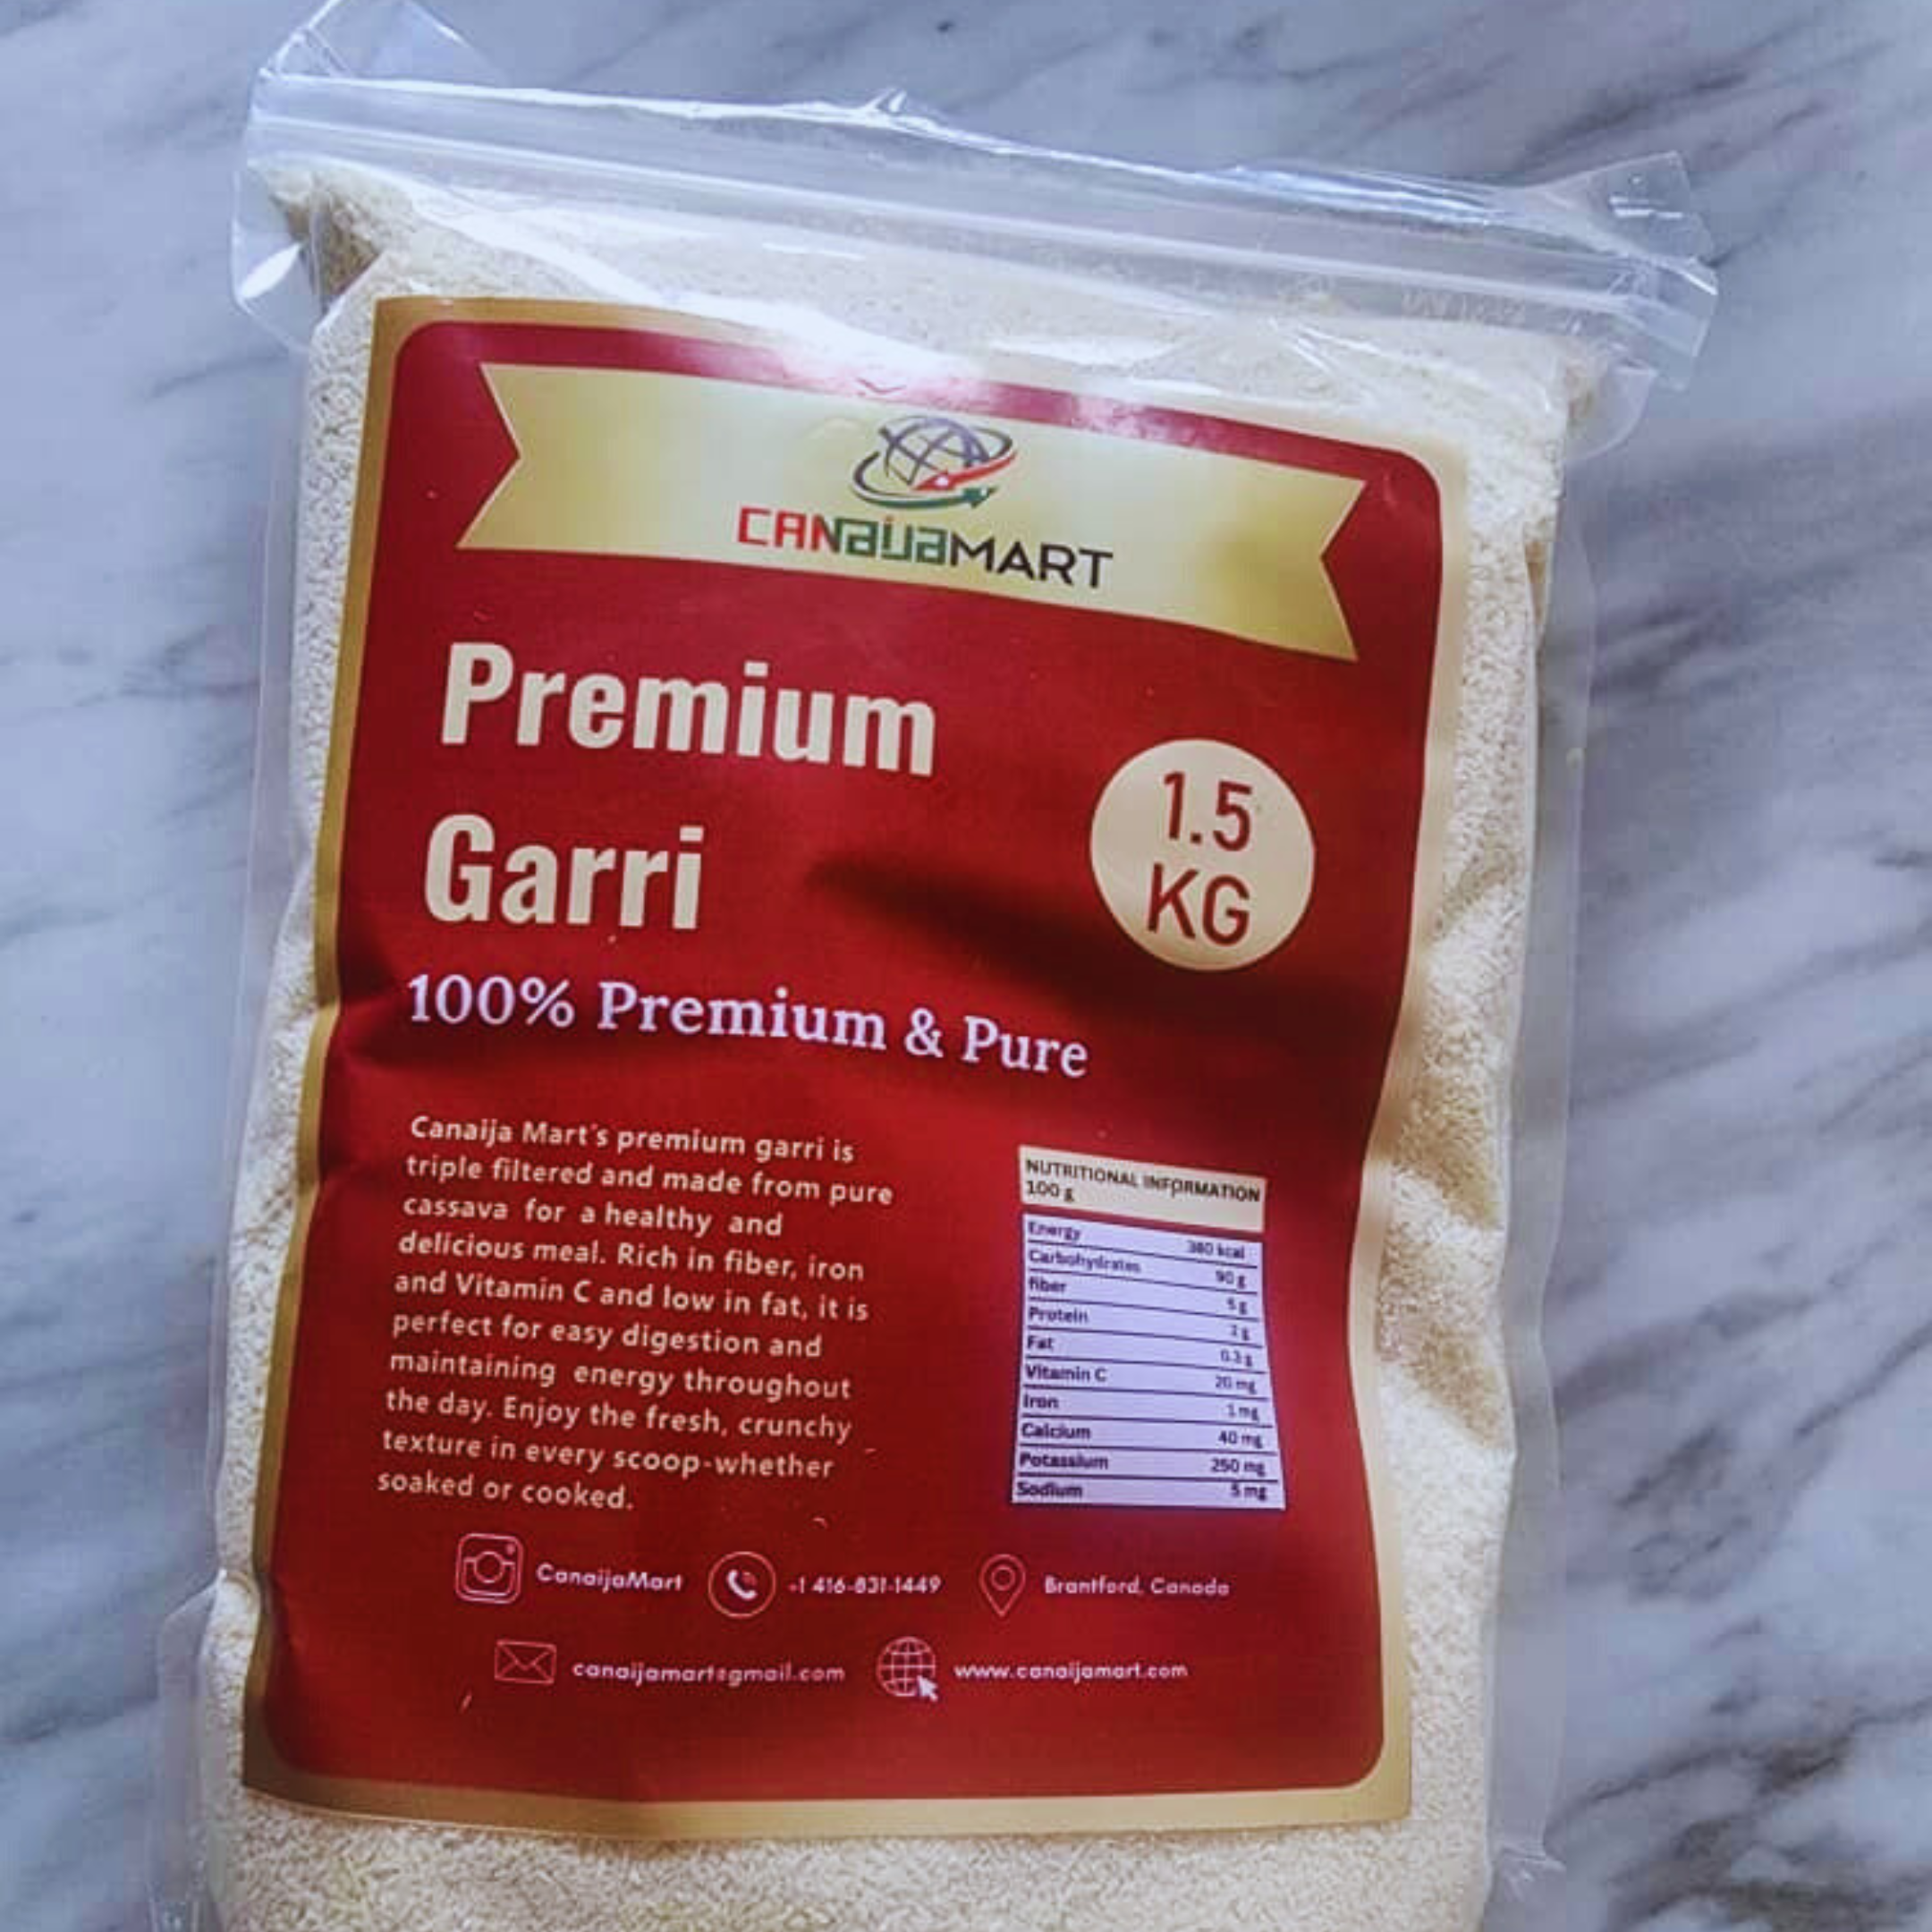 CANaijaMART
Premium
Garri
1.5
KG
100% Premium & Pure
Canaija Mart's premium garri is
triple filtered and made from pure
cassava for a healthy and
delicious meal. Rich in fiber, iron
and Vitamin C and low in fat, it is
perfect for easy digestion and
maintaining energy throughout
the day. Enjoy the fresh, crunchy
texture in every scoop-whether
soaked or cooked.
NUTRITIONAL INFORMATION
100 g
Energy 360 kcal
Carbohydrates 90 g
fiber 5 g
Protein 2 g
Fat 0.3 g
Vitamin C 20 mg
Iron 1 mg
Calcium 40 mg
Potassium 250 mg
Sodium 5 mg
CanaijaMart
+1 416-831-1449
Brantford, Canada
canaijamart@gmail.com
www.canaijamart.com